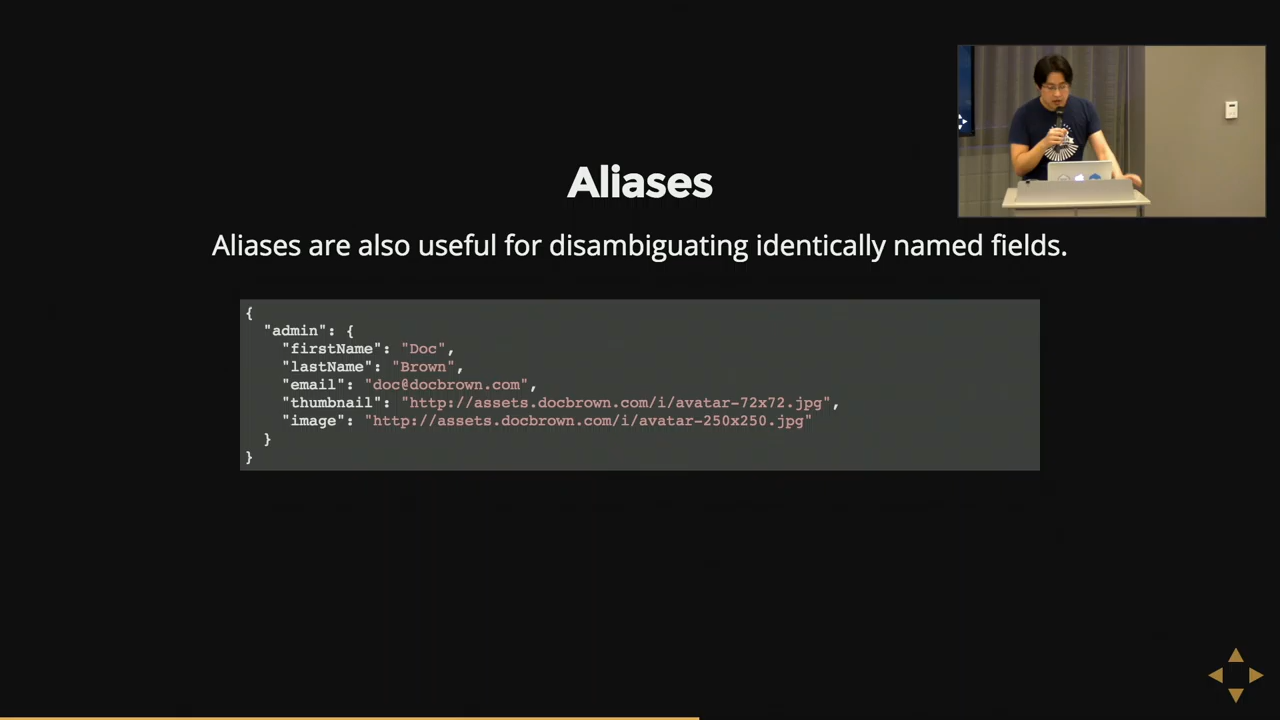 Aliases
Aliases are also useful for disambiguating identically named fields.
{
  "admin": {
    "firstName": "Doc",
    "lastName": "Brown",
    "email": "doc@docbrown.com",
    "thumbnail": "http://assets.docbrown.com/i/avatar-72x72.jpg",
    "image": "http://assets.docbrown.com/i/avatar-250x250.jpg"
  }
}